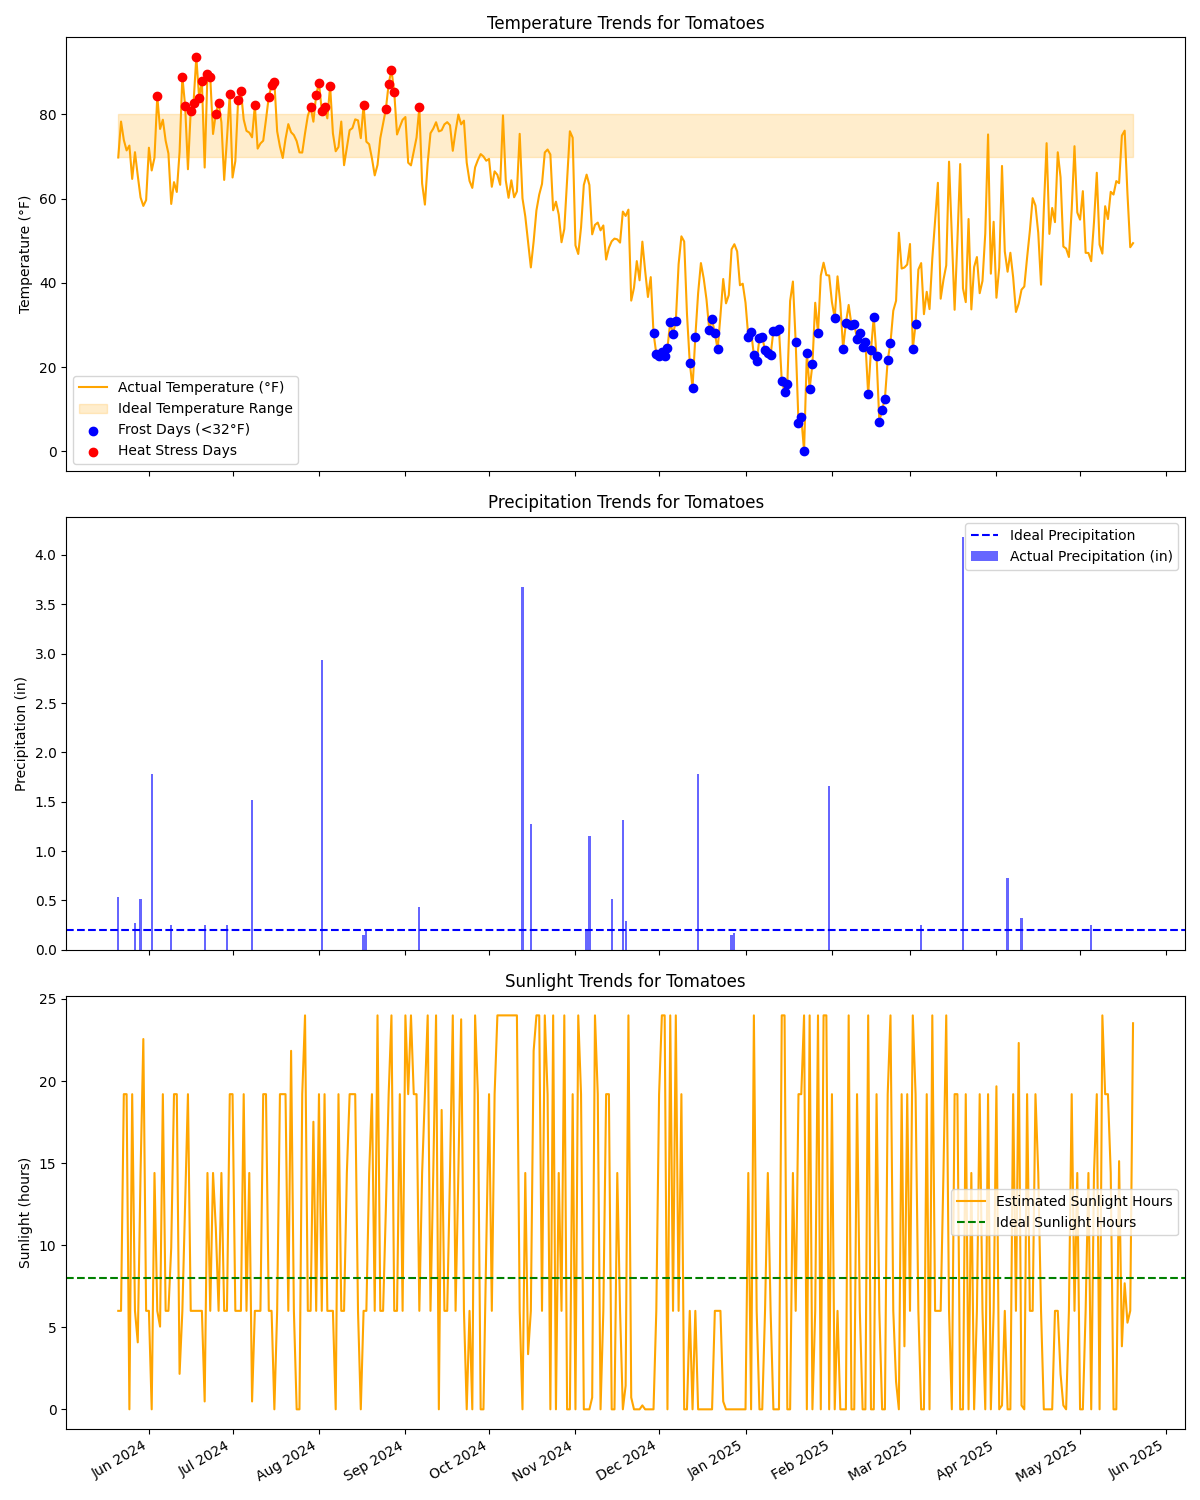 Temperature Trends for Tomatoes
Temperature (°F)
80
60
40
20
0
Actual Temperature (°F)
Ideal Temperature Range
Frost Days (<32°F)
Heat Stress Days
Precipitation Trends for Tomatoes
Precipitation (in)
4.0
3.5
3.0
2.5
2.0
1.5
1.0
0.5
0.0
Ideal Precipitation
Actual Precipitation (in)
Sunlight Trends for Tomatoes
Sunlight (hours)
25
20
15
10
5
0
Estimated Sunlight Hours
Ideal Sunlight Hours
Jun 2024
Jul 2024
Aug 2024
Sep 2024
Oct 2024
Nov 2024
Dec 2024
Jan 2025
Feb 2025
Mar 2025
Apr 2025
May 2025
Jun 2025